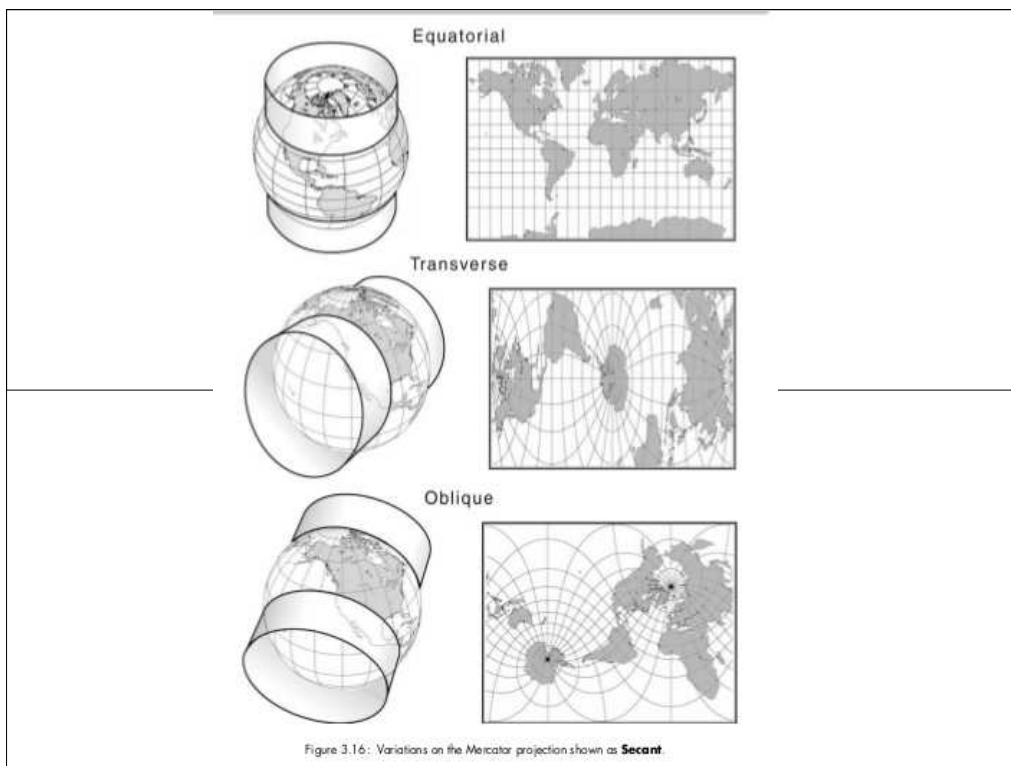 Equatorial
Transverse
Oblique
Figure 3.16: Variations on the Mercator projection shown as Secant.